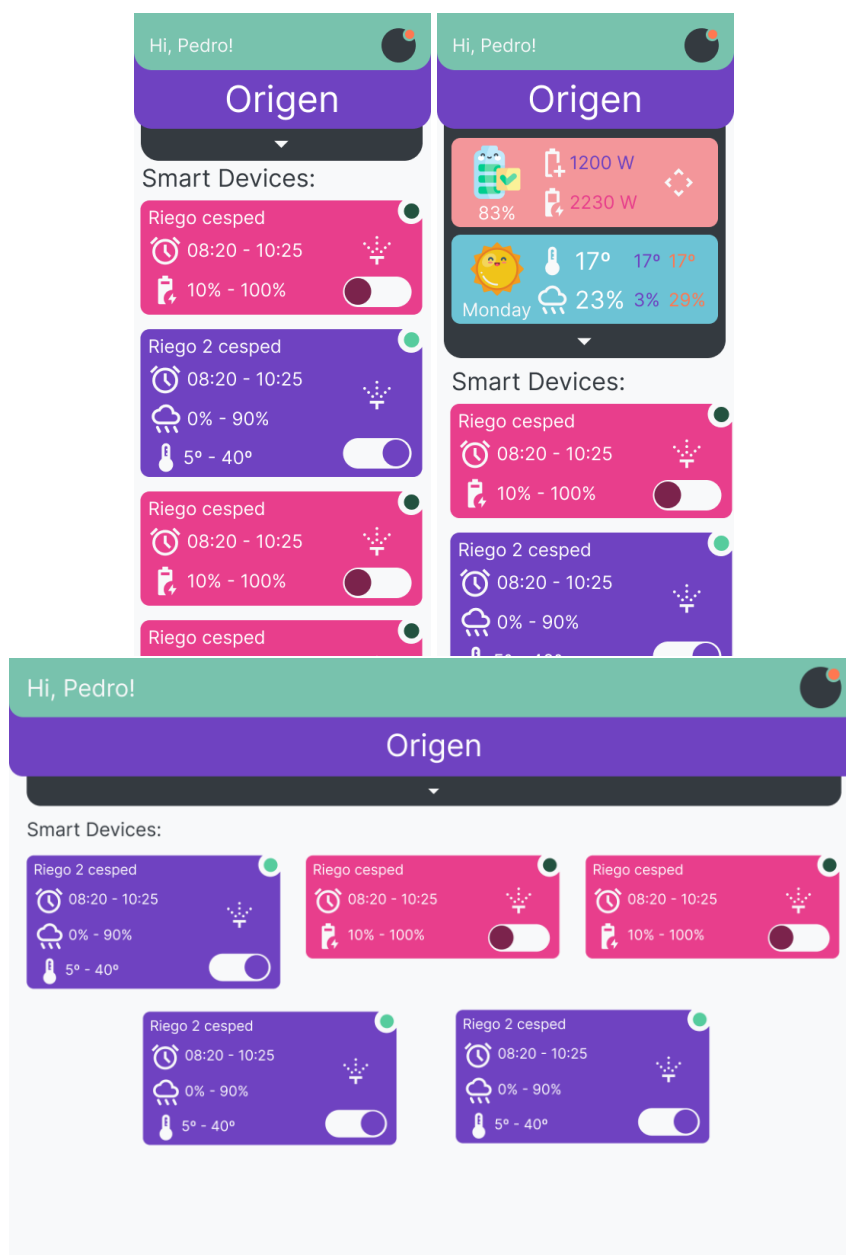 Hi, Pedro!
Origen
Smart Devices:
Riego cesped
08:20 - 10:25
10% - 100%
Riego 2 cesped
08:20 - 10:25
0% - 90%
5º - 40º
Riego cesped
08:20 - 10:25
10% - 100%
Riego cesped
Hi, Pedro!
Origen
1200 W
83% 2230 W
17º 17º 17º
Monday 23% 3% 29%
Smart Devices:
Riego cesped
08:20 - 10:25
10% - 100%
Riego 2 cesped
08:20 - 10:25
0% - 90%
Hi, Pedro!
Origen
Smart Devices:
Riego 2 cesped
08:20 - 10:25
0% - 90%
5º - 40º
Riego cesped
08:20 - 10:25
10% - 100%
Riego cesped
08:20 - 10:25
10% - 100%
Riego 2 cesped
08:20 - 10:25
0% - 90%
5º - 40º
Riego 2 cesped
08:20 - 10:25
0% - 90%
5º - 40º